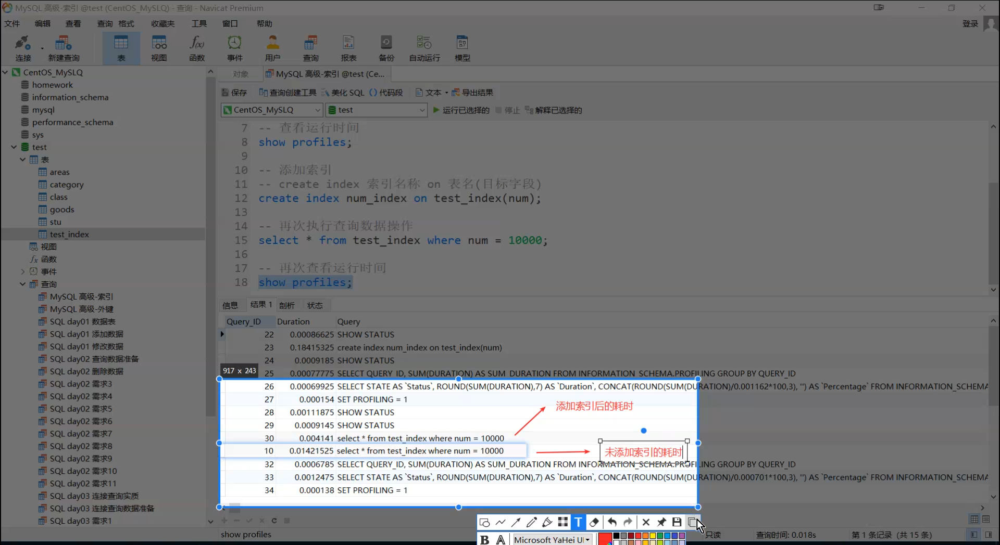 MySQL 高级-索引 @test (CentOS_MySLQ) - 查询 - Navicat Premium
文件 编辑 查看 查询 格式 收藏夹 工具 窗口 帮助 登录
连接 新建查询 表 视图 函数 事件 用户 查询 报表 备份 自动运行 模型
CentOS_MySLQ
homework
information_schema
mysql
performance_schema
sys
test
表
areas
category
class
goods
stu
test_index
视图
函数
事件
查询
MySQL 高级-索引
MySQL 高级-外键
SQL day01 数据表
SQL day01 添加数据
SQL day01 修改数据
SQL day02 查询数据准备
SQL day02 删除数据
SQL day02 需求3
SQL day02 需求4
SQL day02 需求5
SQL day02 需求6
SQL day02 需求7
SQL day02 需求8
SQL day02 需求9
SQL day02 需求10
SQL day02 需求11
SQL day03 连接查询实质
SQL day03 连接查询数据准备
SQL day03 需求1
对象 MySQL 高级-索引 @test (Ce...
保存 查询创建工具 美化 SQL () 代码段 文本 导出结果
CentOS_MySLQ test 运行已选择的 停止 解释已选择的
7 -- 查看运行时间
8 show profiles;
9
10 -- 添加索引
11 -- create index 索引名称 on 表名(目标字段)
12 create index num_index on test_index(num);
13
14 -- 再次执行查询数据操作
15 select * from test_index where num = 10000;
16
17 -- 再次查看运行时间
18 show profiles;
信息 结果 1 剖析 状态
Query_ID Duration Query
22 0.00086625 SHOW STATUS
23 0.18415325 create index num_index on test_index(num)
24 0.0009185 SHOW STATUS
917 x 243
25 0.00077775 SELECT QUERY_ID, SUM(DURATION) AS SUM_DURATION FROM INFORMATION_SCHEMA.PROFILING GROUP BY QUERY_ID
26 0.00069925 SELECT STATE AS `Status`, ROUND(SUM(DURATION),7) AS `Duration`, CONCAT(ROUND(SUM(DURATION)/0.001162*100,3), '') AS `Percentage` FROM INFORMATION_SCHEMA
27 0.000154 SET PROFILING = 1
添加索引后的耗时
28 0.00111875 SHOW STATUS
29 0.0009145 SHOW STATUS
30 0.004141 select * from test_index where num = 10000
10 0.01421525 select * from test_index where num = 10000
未添加索引的耗时
32 0.0006785 SELECT QUERY_ID, SUM(DURATION) AS SUM_DURATION FROM INFORMATION_SCHEMA.PROFILING GROUP BY QUERY_ID
33 0.0012475 SELECT STATE AS `Status`, ROUND(SUM(DURATION),7) AS `Duration`, CONCAT(ROUND(SUM(DURATION)/0.000701*100,3), '') AS `Percentage` FROM INFORMATION_SCHEMA
34 0.000138 SET PROFILING = 1
show profiles 只读 查询时间: 0.018s 第 1 条记录 (共 15 条)
B A Microsoft YaHei UI